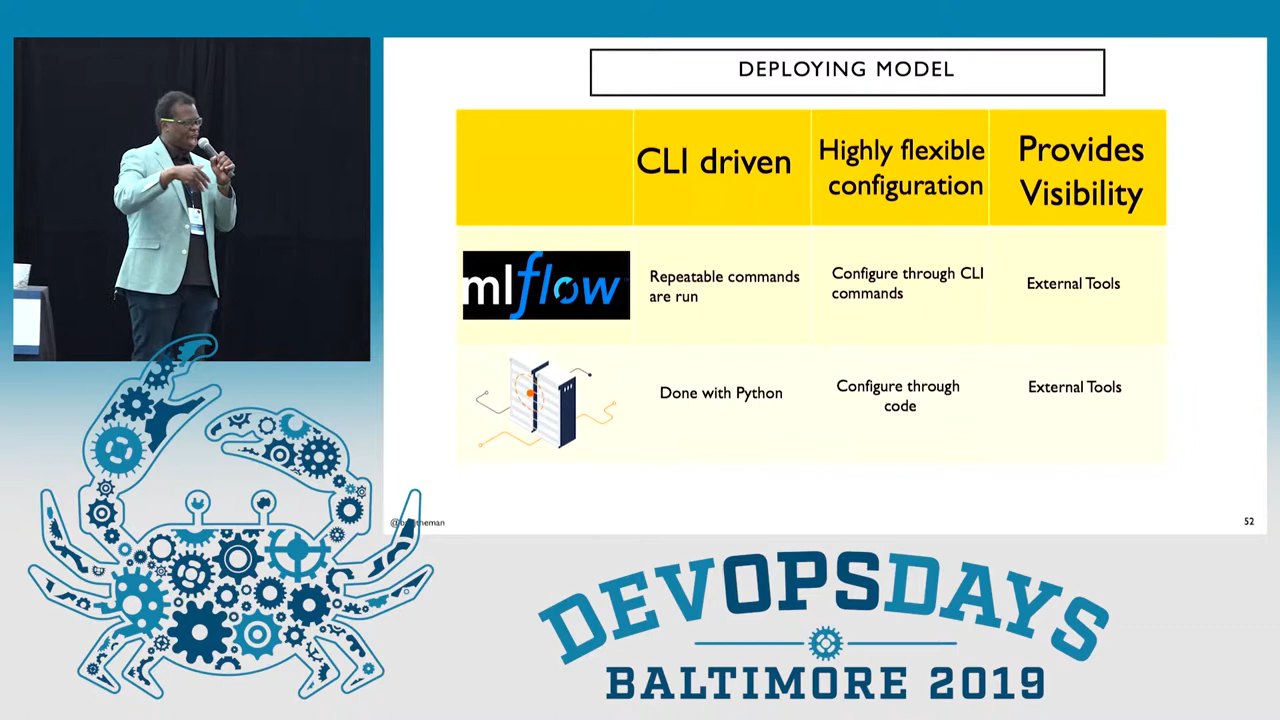 DEPLOYING MODEL
CLI driven
Highly flexible
configuration
Provides
Visibility
mlflow
Repeatable commands
are run
Configure through CLI
commands
External Tools
Done with Python
Configure through
code
External Tools
52
DEVOPSDAYS
BALTIMORE 2019